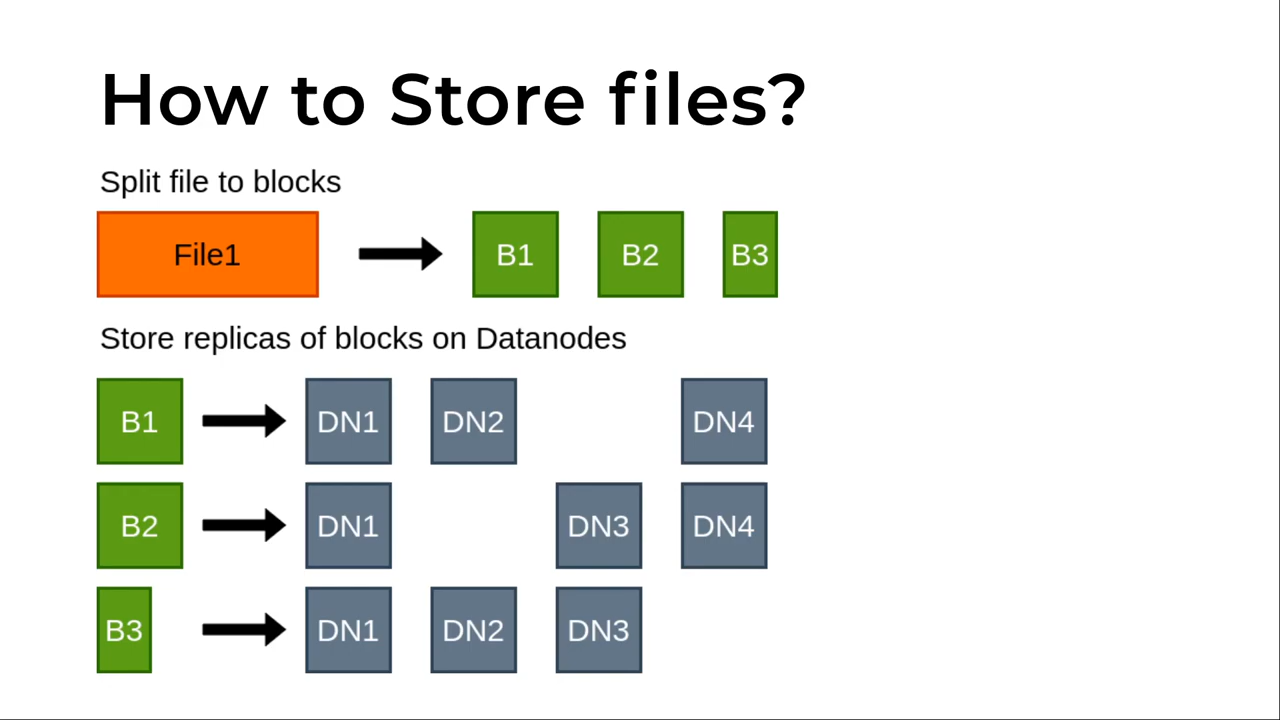 How to Store files?
Split file to blocks
File1 B1 B2 B3
Store replicas of blocks on Datanodes
B1 DN1 DN2 DN4
B2 DN1 DN3 DN4
B3 DN1 DN2 DN3